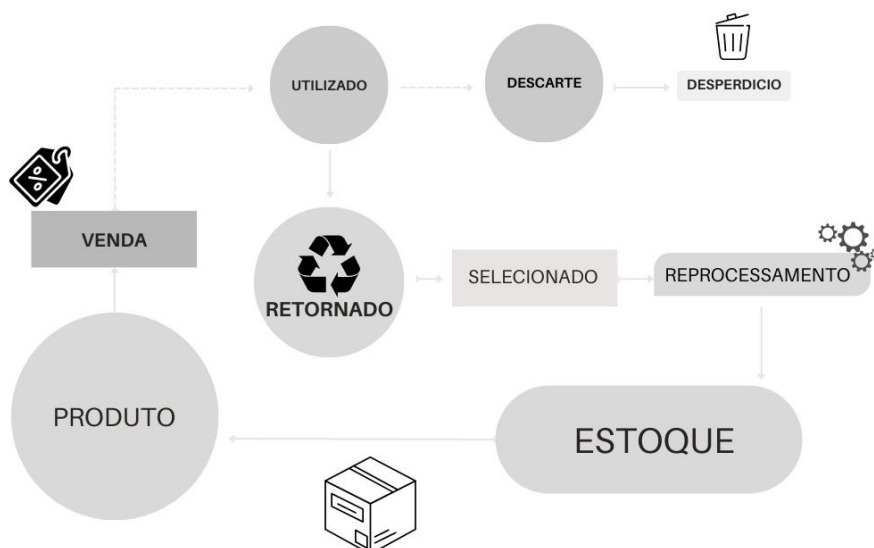 UTILIZADO
DESCARTE
DESPERDICIO
%
VENDA
RETORNADO
SELECIONADO
REPROCESSAMENTO
PRODUTO
ESTOQUE